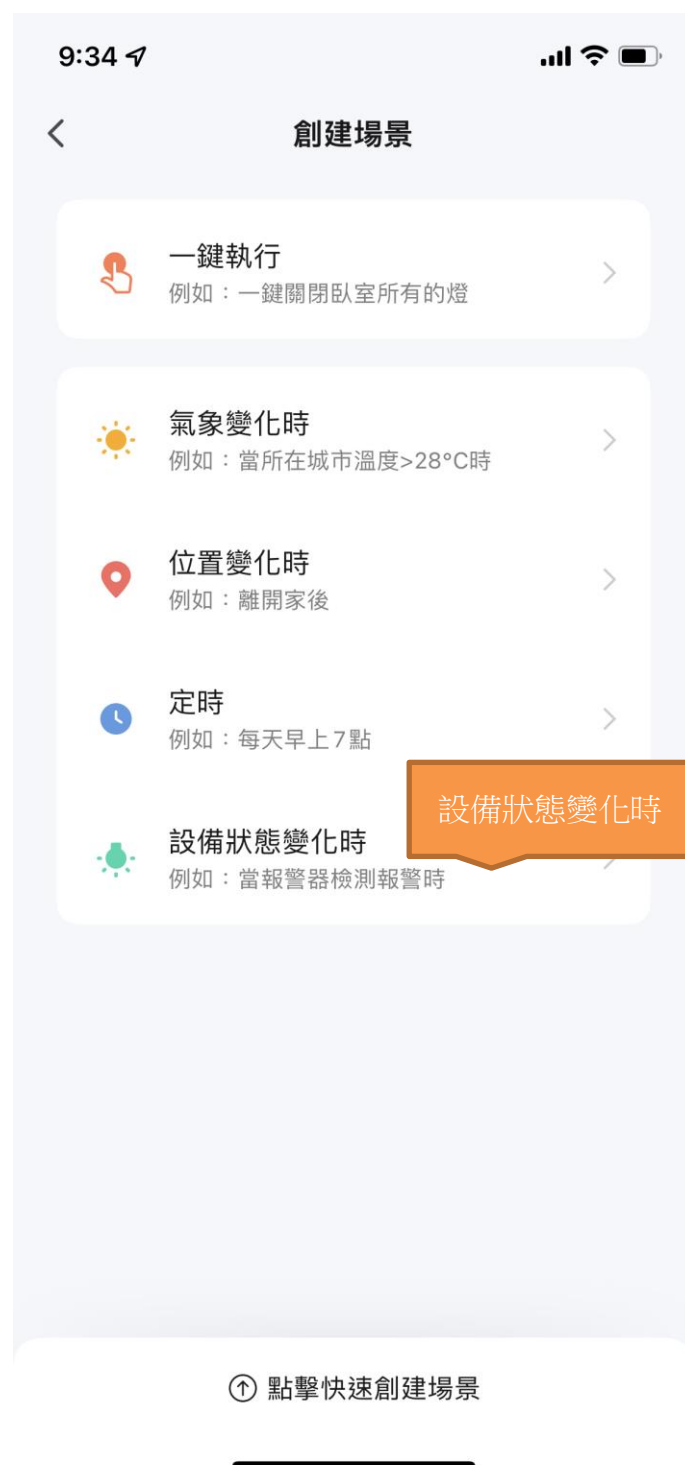 9:34
創建場景
一鍵執行
例如：一鍵關閉臥室所有的燈
氣象變化時
例如：當所在城市溫度>28°C時
位置變化時
例如：離開家後
定時
例如：每天早上7點
設備狀態變化時
設備狀態變化時
例如：當報警器檢測報警時
點擊快速創建場景